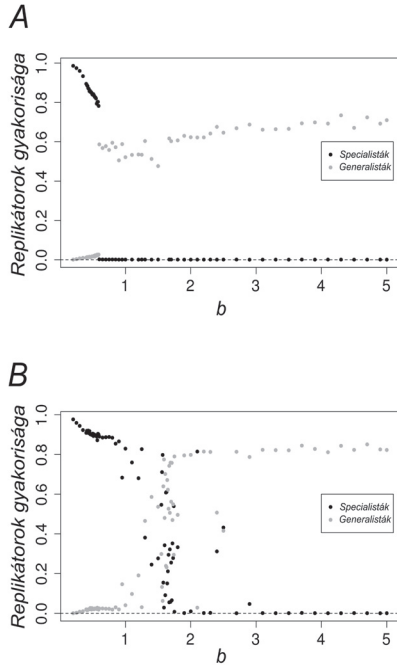 A
Replikátorok gyakorisága
1.0
0.8
0.6
0.4
0.2
0.0
Specialisták
Generalisták
1 2 3 4 5
b
B
Replikátorok gyakorisága
1.0
0.8
0.6
0.4
0.2
0.0
Specialisták
Generalisták
1 2 3 4 5
b